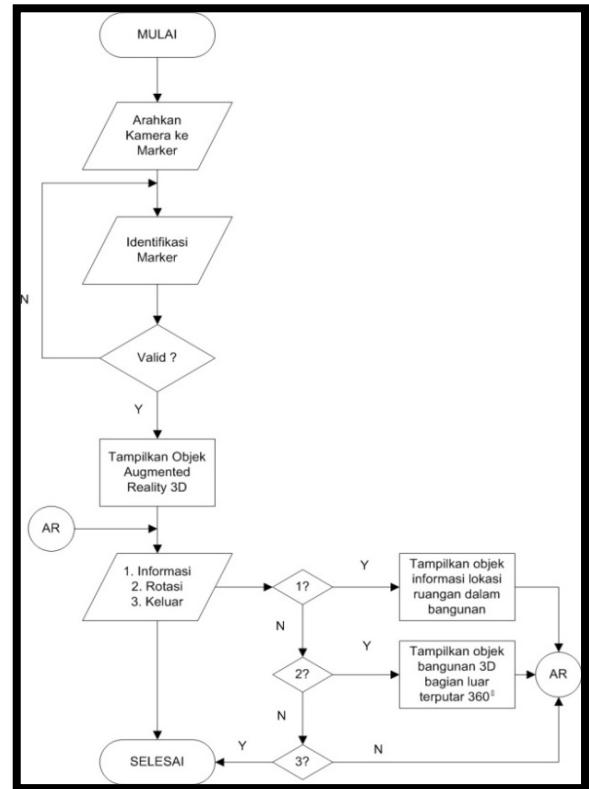 MULAI
Arahkan
Kamera ke
Marker
Identifikasi
Marker
N
Valid ?
Y
Tampilkan Objek
Augmented
Reality 3D
AR
1. Informasi
2. Rotasi
3. Keluar
1?
Y
Tampilkan objek
informasi lokasi
ruangan dalam
bangunan
N
2?
Y
Tampilkan objek
bangunan 3D
bagian luar
terputar 360
AR
N
3?
Y
N
SELESAI